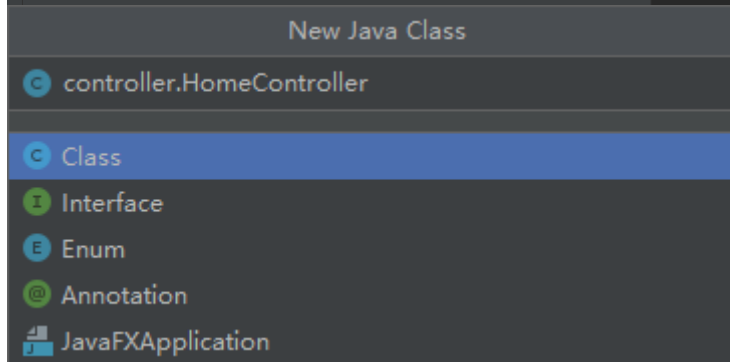 New Java Class
controller.HomeController
Class
Interface
Enum
Annotation
JavaFXApplication